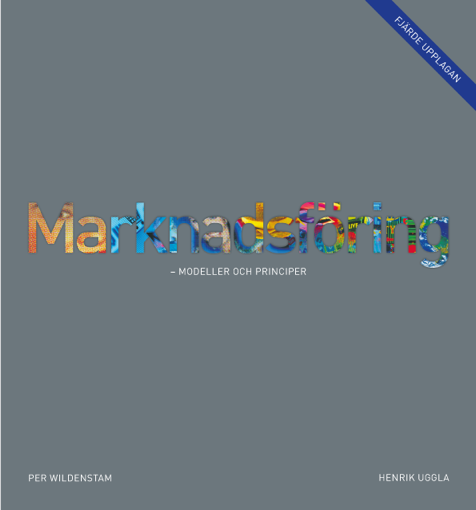 FJÄRDE UPPLAGAN
Marknadsföring
– MODELLER OCH PRINCIPER
PER WILDENSTAM
HENRIK UGGLA